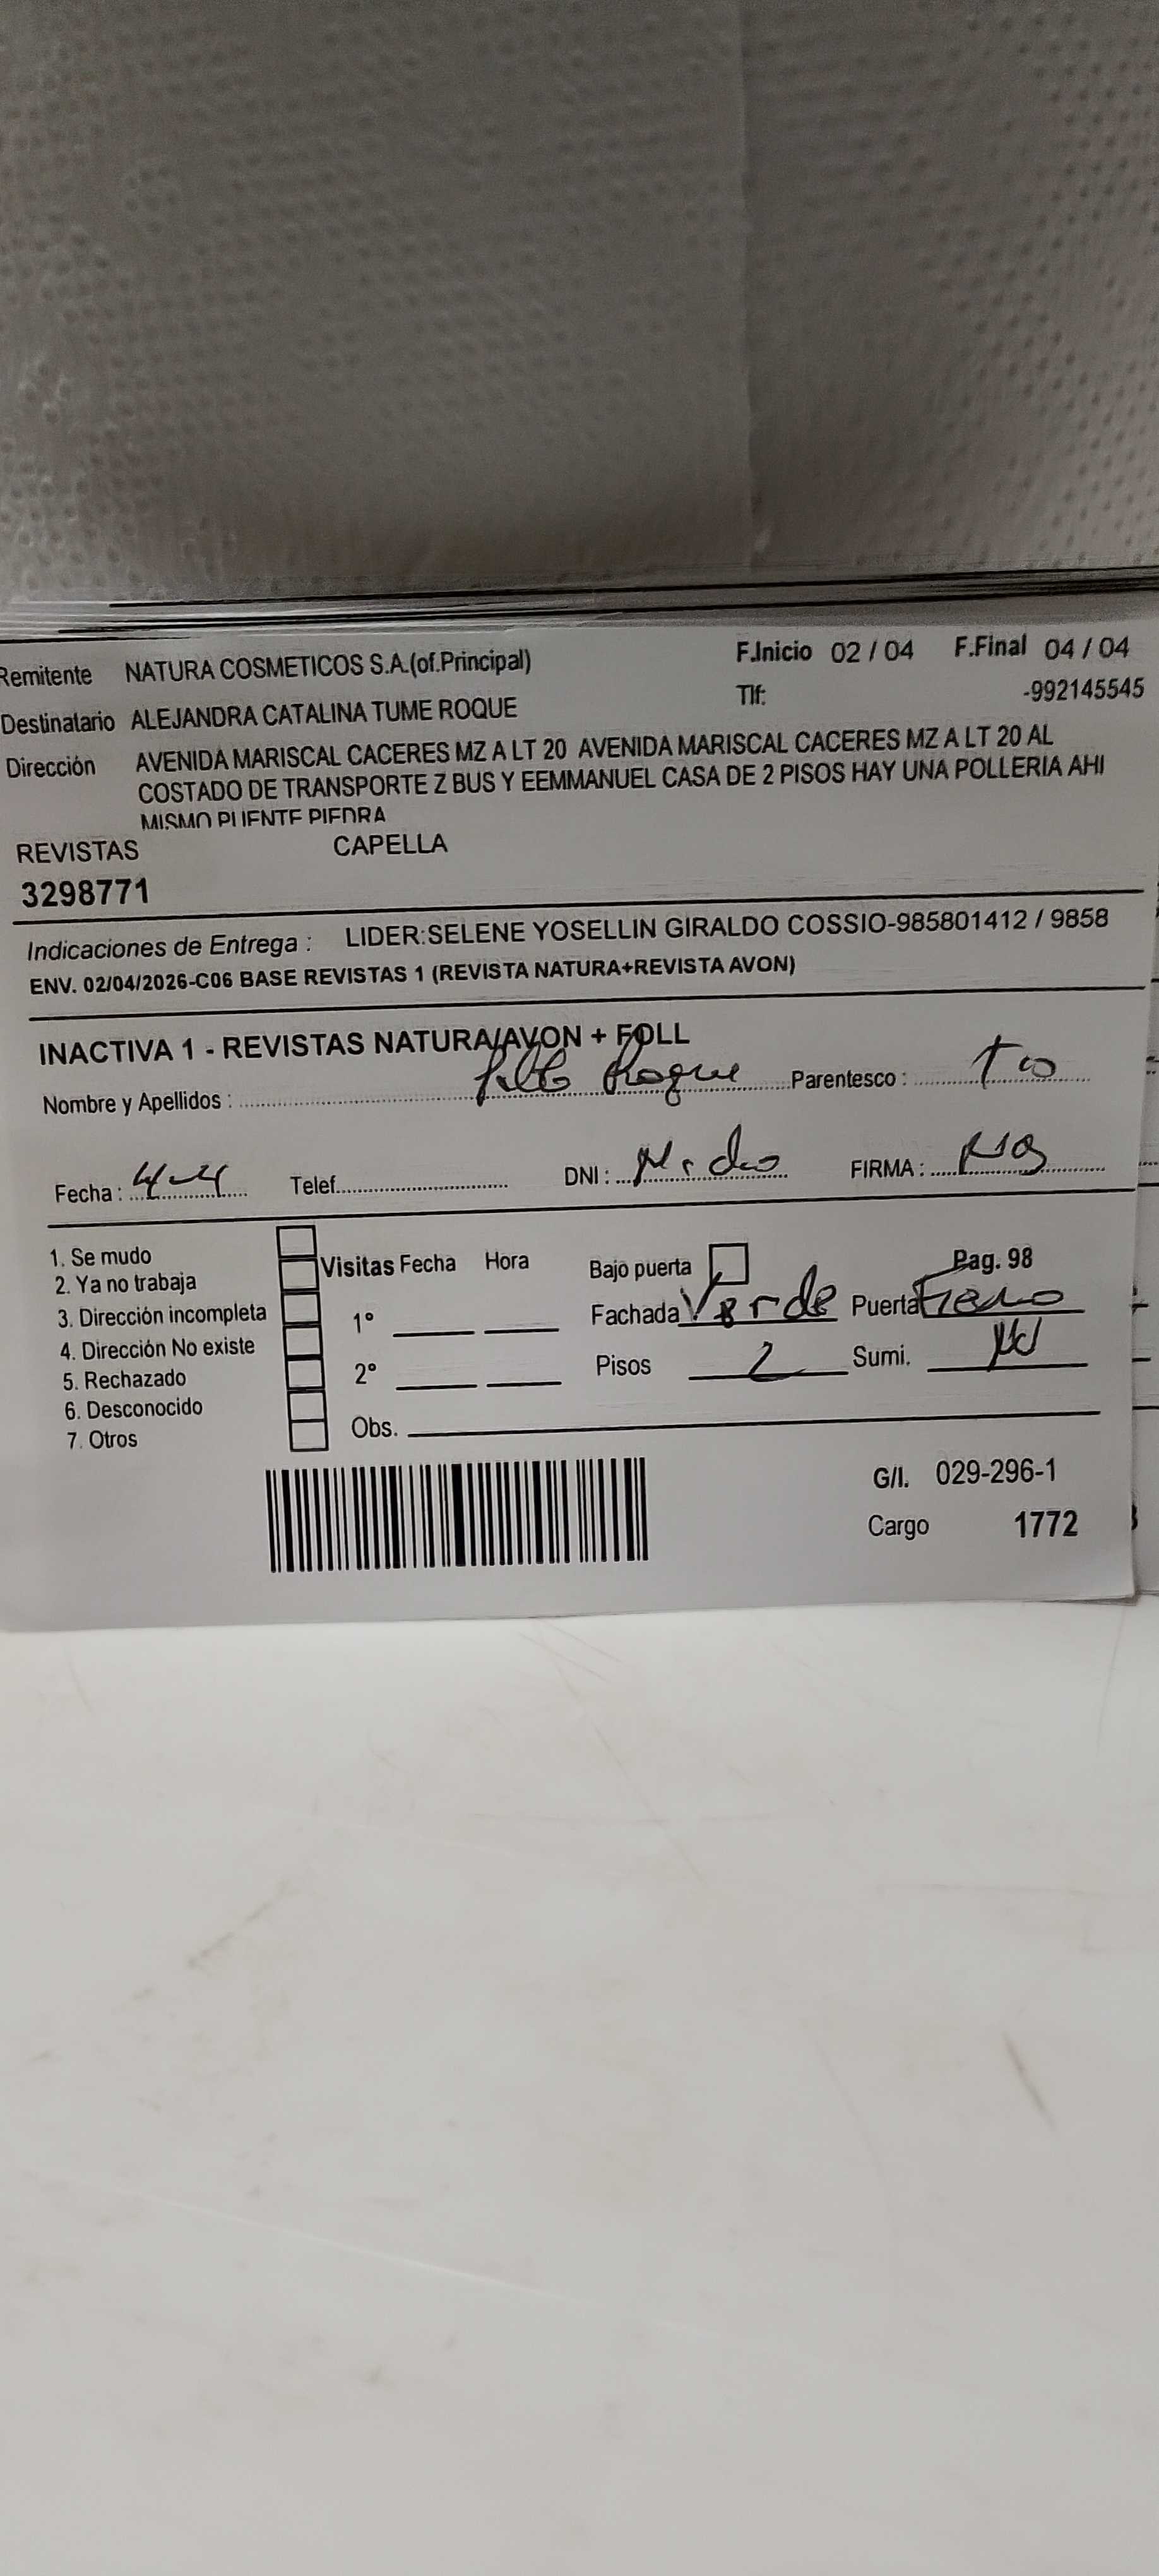 Remitente NATURA COSMETICOS S.A.(of.Principal) F.Inicio 02 / 04 F.Final 04 / 04
Destinatario ALEJANDRA CATALINA TUME ROQUE Tlf: -992145545
Dirección AVENIDA MARISCAL CACERES MZ A LT 20 AVENIDA MARISCAL CACERES MZ A LT 20 AL
COSTADO DE TRANSPORTE Z BUS Y EEMMANUEL CASA DE 2 PISOS HAY UNA POLLERIA AHI
MISMO PUENTE PIEDRA
REVISTAS CAPELLA
3298771
Indicaciones de Entrega : LIDER:SELENE YOSELLIN GIRALDO COSSIO-985801412 / 9858
ENV. 02/04/2026-C06 BASE REVISTAS 1 (REVISTA NATURA+REVISTA AVON)
INACTIVA 1 - REVISTAS NATURA/AVON + FOLL
Nombre y Apellidos : Roque Parentesco : Tio
Fecha : 4-4 Telef. DNI : FIRMA :
1. Se mudo
2. Ya no trabaja
3. Dirección incompleta
4. Dirección No existe
5. Rechazado
6. Desconocido
7. Otros
Visitas Fecha Hora
1°
2°
Obs.
Bajo puerta Pag. 98
Fachada Verde Puerta Fierro
Pisos 2 Sumi.
G/I. 029-296-1
Cargo 1772